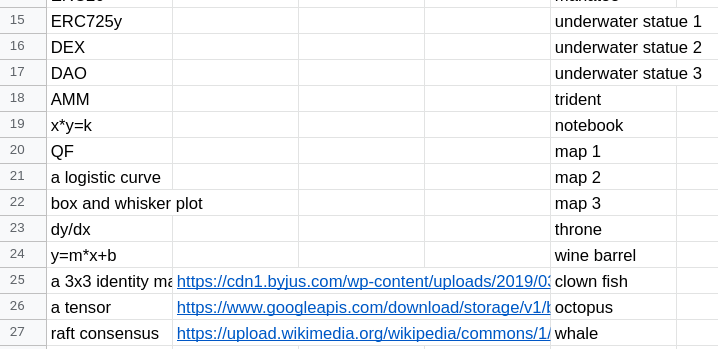 15 ERC725y underwater statue 1
16 DEX underwater statue 2
17 DAO underwater statue 3
18 AMM trident
19 x*y=k notebook
20 QF map 1
21 a logistic curve map 2
22 box and whisker plot map 3
23 dy/dx throne
24 y=m*x+b wine barrel
25 a 3x3 identity ma https://cdn1.byjus.com/wp-content/uploads/2019/03 clown fish
26 a tensor https://www.googleapis.com/download/storage/v1/b octopus
27 raft consensus https://upload.wikimedia.org/wikipedia/commons/1/ whale